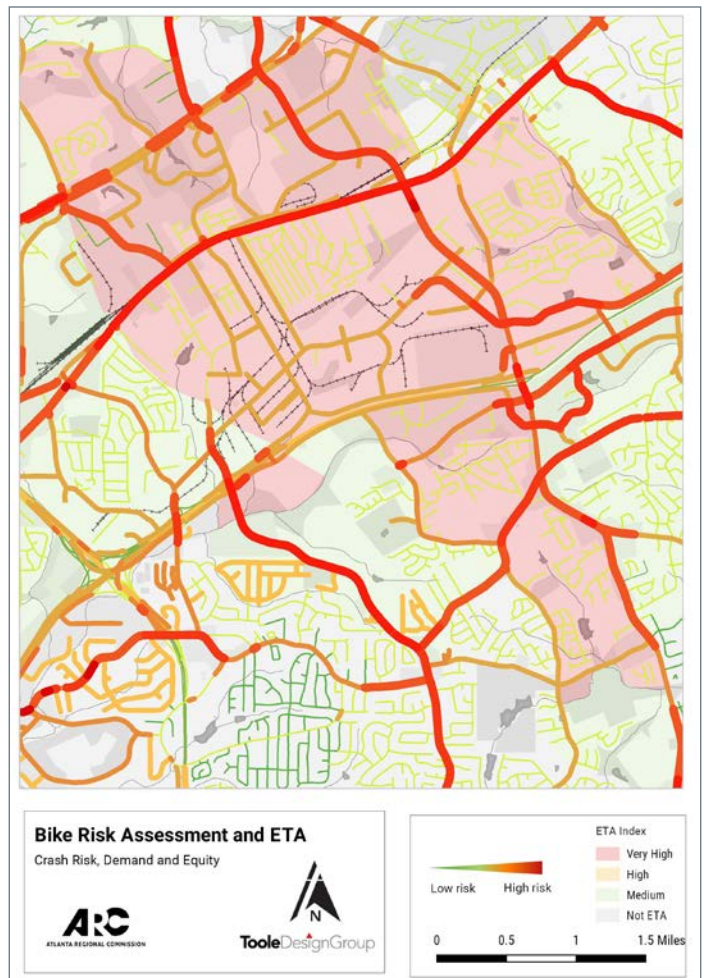 Bike Risk Assessment and ETA
Crash Risk, Demand and Equity
ARC
ATLANTA REGIONAL COMMISSION
N
TooleDesignGroup
Low risk
High risk
ETA Index
Very High
High
Medium
Not ETA
0 0.5 1 1.5 Miles